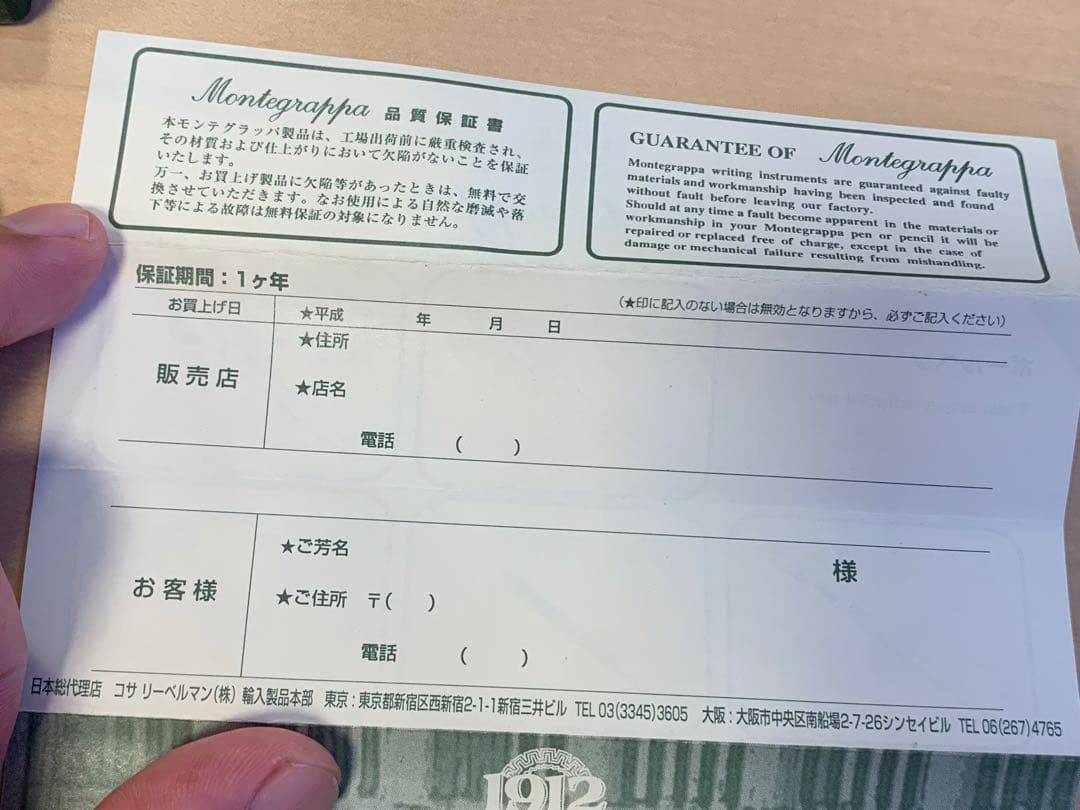 Montegrappa 品質保証書
本モンテグラッパ製品は、工場出荷前に厳重検査され、
その材質および仕上がりにおいて欠陥がないことを保証
いたします。
万一、お買上げ製品に欠陥等があったときは、無料で交
換させていただきます。なお使用による自然な磨滅や落
下等による故障は無料保証の対象になりません。
GUARANTEE OF Montegrappa
Montegrappa writing instruments are guaranteed against faulty
materials and workmanship having been inspected and found
without fault before leaving our factory.
Should at any time a fault become apparent in the materials or
workmanship in your Montegrappa pen or pencil it will be
repaired or replaced free of charge, except in the case of
damage or mechanical failure resulting from mishandling.
保証期間：1ヶ年
(★印に記入のない場合は無効となりますから、必ずご記入ください)
お買上げ日 ★平成 年 月 日
販売店
★住所
★店名
電話 ( )
お客様
★ご芳名 様
★ご住所 〒( )
電話 ( )
日本総代理店 コサ リーベルマン(株) 輸入製品本部 東京：東京都新宿区西新宿2-1-1新宿三井ビル TEL 03(3345)3605 大阪：大阪市中央区南船場2-7-26シンセイビル TEL 06(267)4765
1912